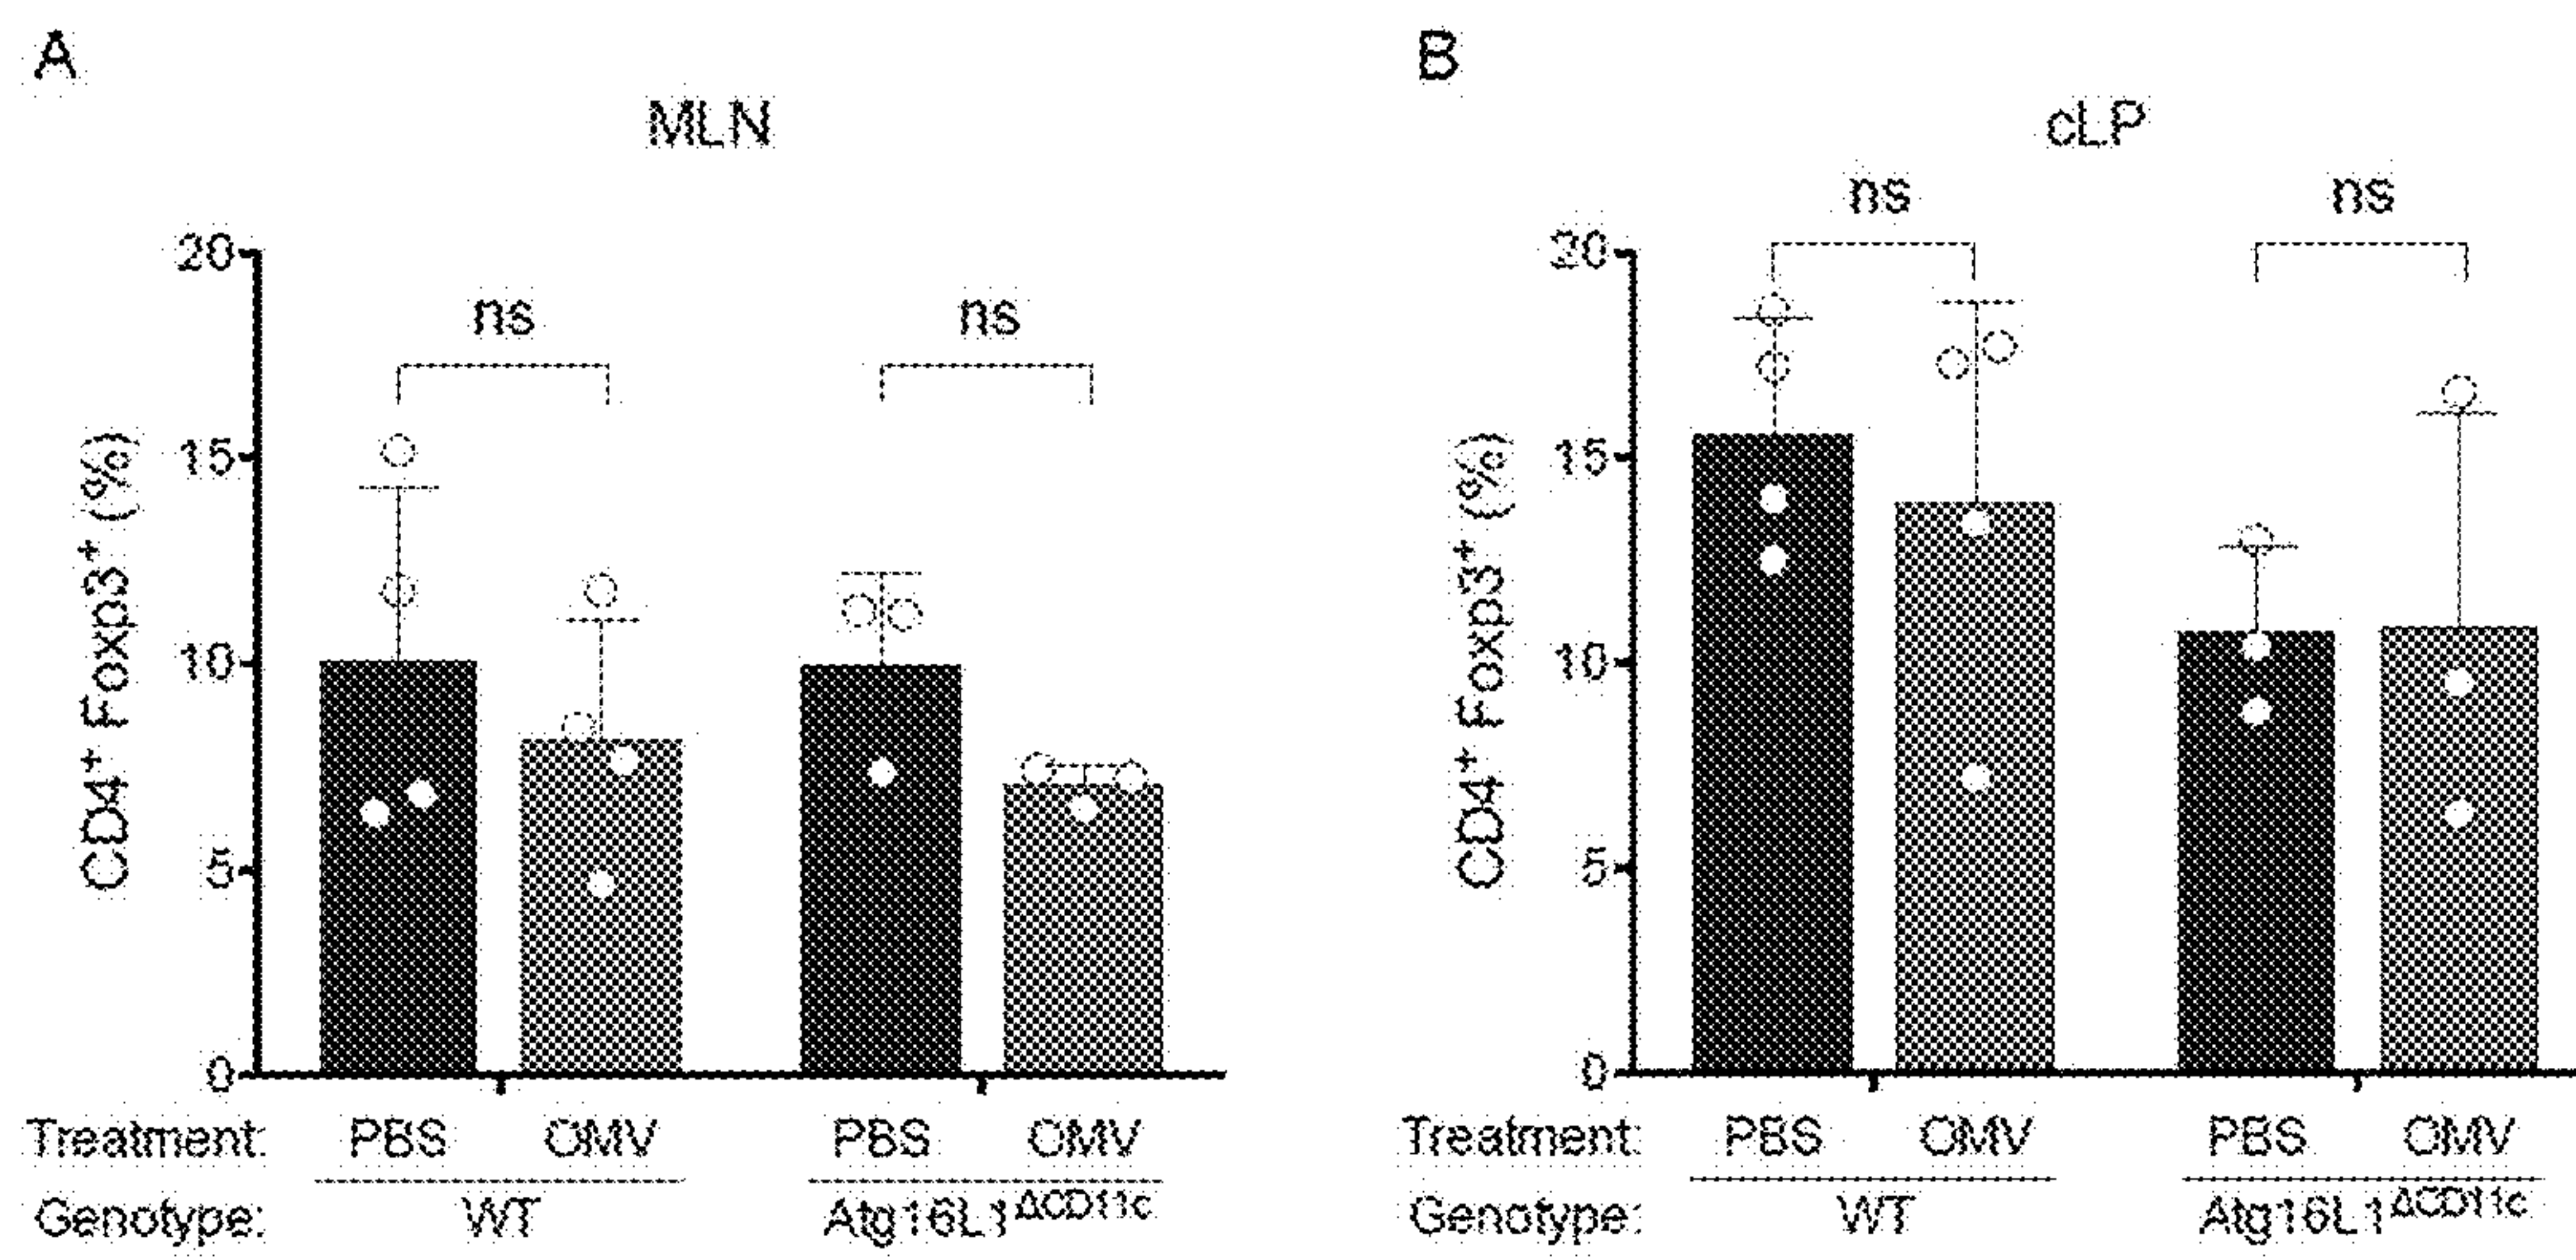 A
MLN
ns ns
CD4+ Foxp3+ (%)
20
15
10
5
0
Treatment: PBS OMV PBS OMV
Genotype: WT Atg16L1ΔCD11c
B
cLP
ns ns
CD4+ Foxp3+ (%)
20
15
10
5
0
Treatment: PBS OMV PBS OMV
Genotype: WT Atg16L1ΔCD11c